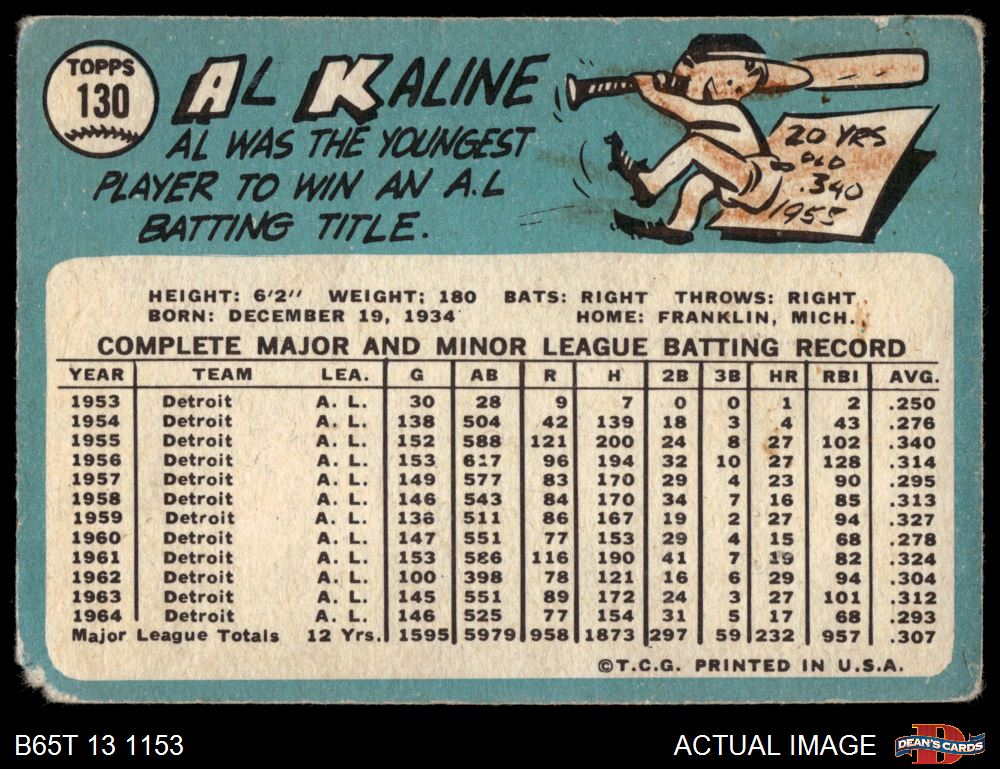 TOPPS
130
AL KALINE
AL WAS THE YOUNGEST
PLAYER TO WIN AN A.L
BATTING TITLE.
20 YRS
OLD
.340
1955
HEIGHT: 6'2" WEIGHT: 180 BATS: RIGHT THROWS: RIGHT
BORN: DECEMBER 19, 1934 HOME: FRANKLIN, MICH.
COMPLETE MAJOR AND MINOR LEAGUE BATTING RECORD
YEAR TEAM LEA. G AB R H 2B 3B HR RBI AVG.
1953 Detroit A. L. 30 28 9 7 0 0 1 2 .250
1954 Detroit A. L. 138 504 42 139 18 3 4 43 .276
1955 Detroit A. L. 152 588 121 200 24 8 27 102 .340
1956 Detroit A. L. 153 617 96 194 32 10 27 128 .314
1957 Detroit A. L. 149 577 83 170 29 4 23 90 .295
1958 Detroit A. L. 146 543 84 170 34 7 16 85 .313
1959 Detroit A. L. 136 511 86 167 19 2 27 94 .327
1960 Detroit A. L. 147 551 77 153 29 4 15 68 .278
1961 Detroit A. L. 153 586 116 190 41 7 19 82 .324
1962 Detroit A. L. 100 398 78 121 16 6 29 94 .304
1963 Detroit A. L. 145 551 89 172 24 3 27 101 .312
1964 Detroit A. L. 146 525 77 154 31 5 17 68 .293
Major League Totals 12 Yrs. 1595 5979 958 1873 297 59 232 957 .307
©T.C.G. PRINTED IN U.S.A.
B65T 13 1153
ACTUAL IMAGE
DEAN'S CARDS